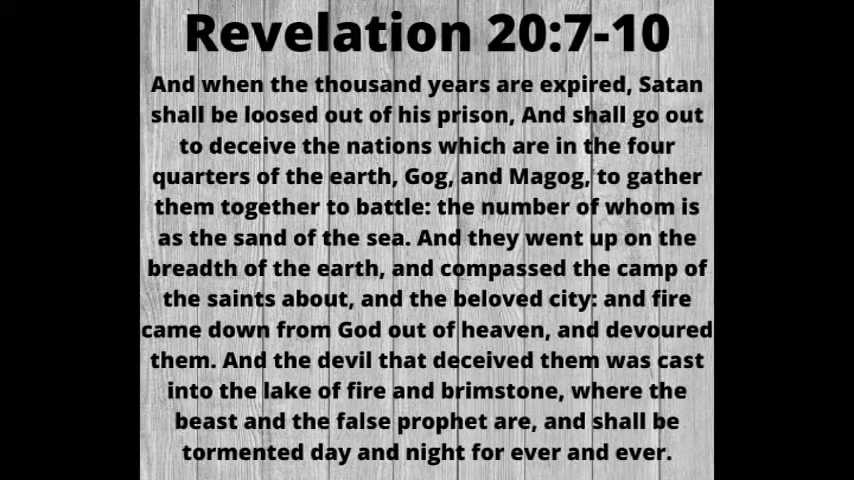 Revelation 20:7-10
And when the thousand years are expired, Satan
shall be loosed out of his prison, And shall go out
to deceive the nations which are in the four
quarters of the earth, Gog, and Magog, to gather
them together to battle: the number of whom is
as the sand of the sea. And they went up on the
breadth of the earth, and compassed the camp of
the saints about, and the beloved city: and fire
came down from God out of heaven, and devoured
them. And the devil that deceived them was cast
into the lake of fire and brimstone, where the
beast and the false prophet are, and shall be
tormented day and night for ever and ever.